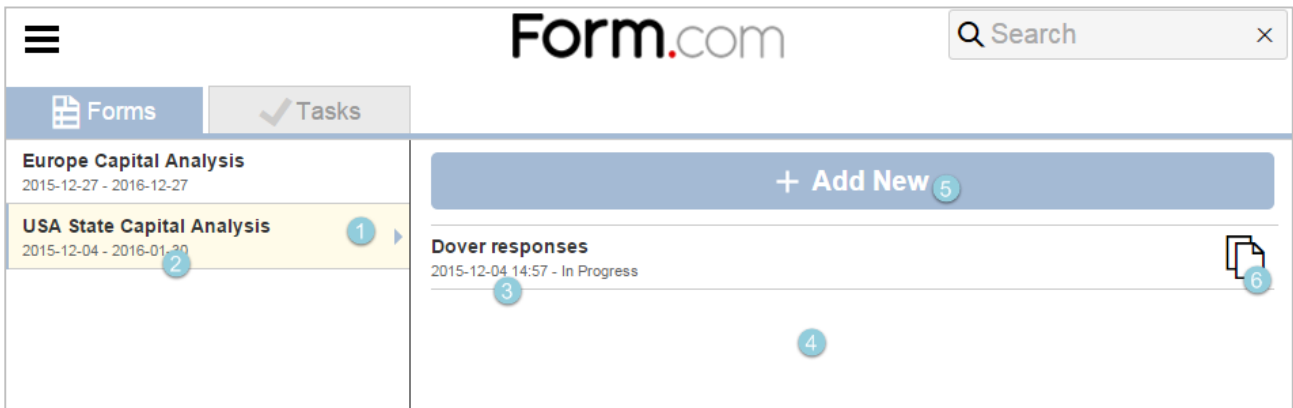 Form.com
Search ×
Forms
Tasks
Europe Capital Analysis
2015-12-27 - 2016-12-27
USA State Capital Analysis
1
2015-12-04 - 2016-01-30
2
+ Add New
5
Dover responses
2015-12-04 14:57 - In Progress
3
6
4